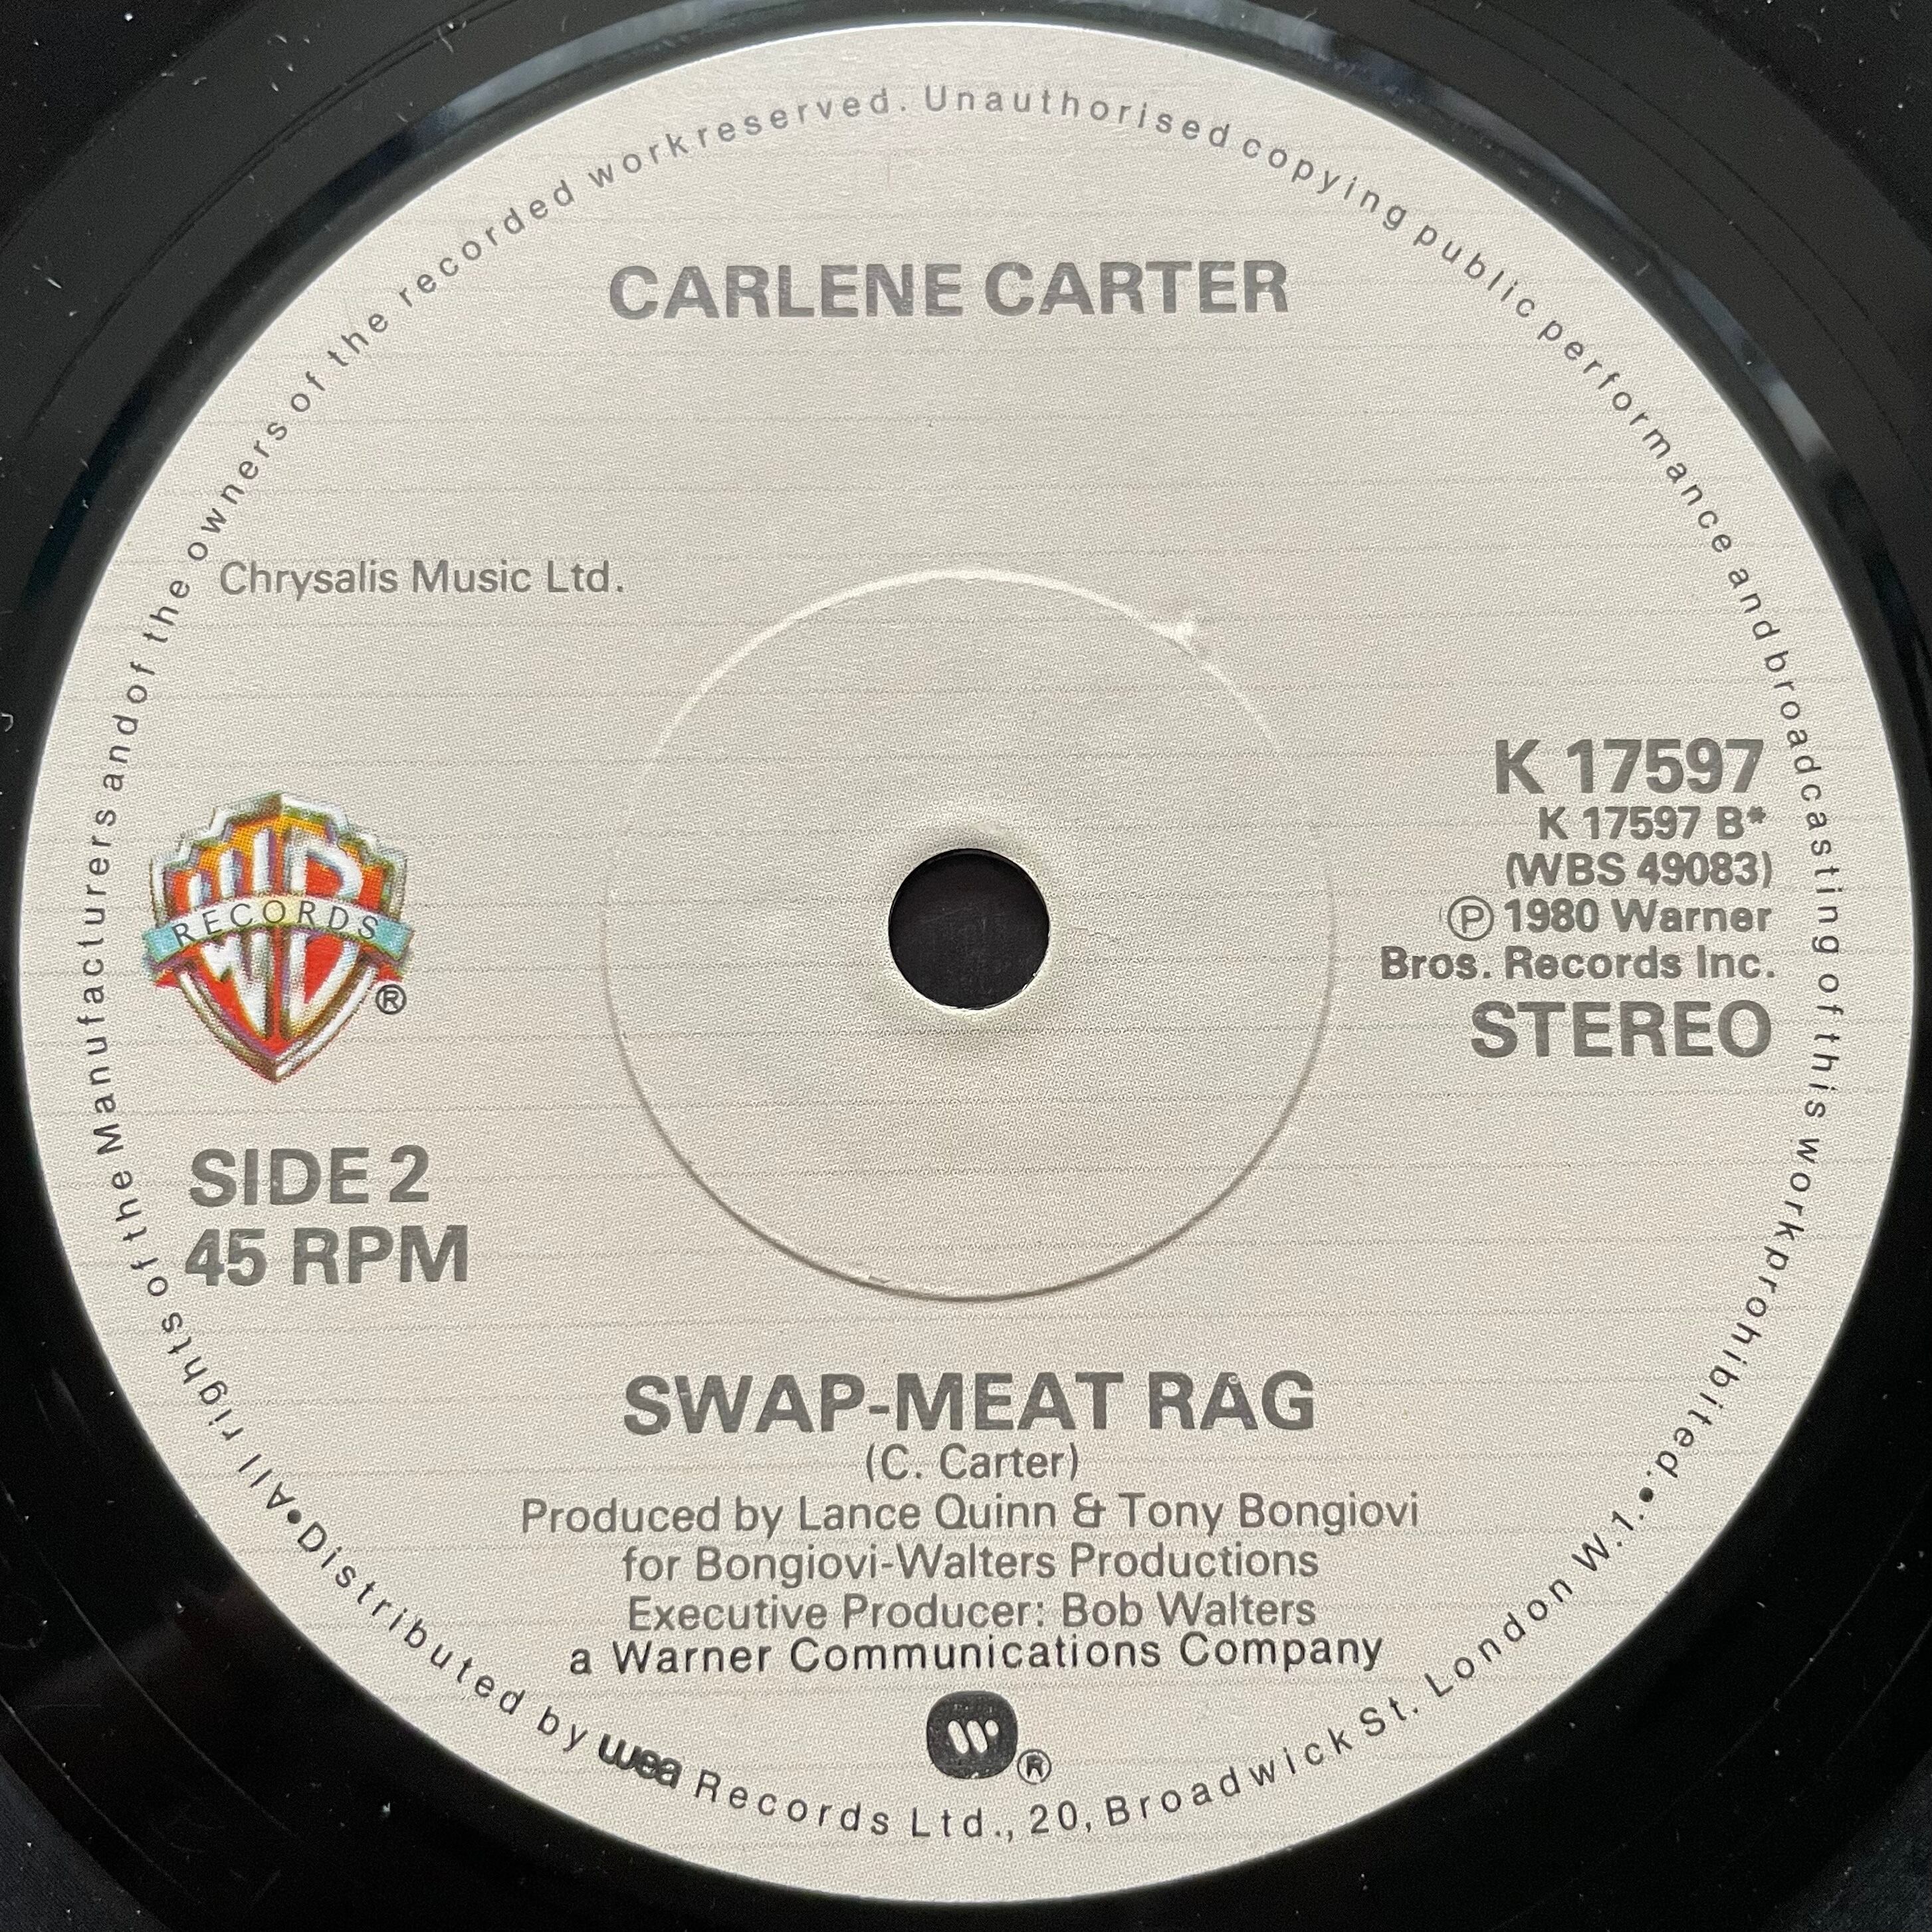 All rights of the Manufacturers and of the owners of the recorded work reserved. Unauthorised copying public performance and broadcasting of this work prohibited.
CARLENE CARTER
Chrysalis Music Ltd.
K 17597
K 17597 B*
(WBS 49083)
Ⓟ 1980 Warner
Bros. Records Inc.
STEREO
WB
RECORDS
®
SIDE 2
45 RPM
SWAP-MEAT RAG
(C. Carter)
Produced by Lance Quinn & Tony Bongiovi
for Bongiovi-Walters Productions
Executive Producer: Bob Walters
a Warner Communications Company
®
•Distributed by wea Records Ltd., 20, Broadwick St. London W.1.•